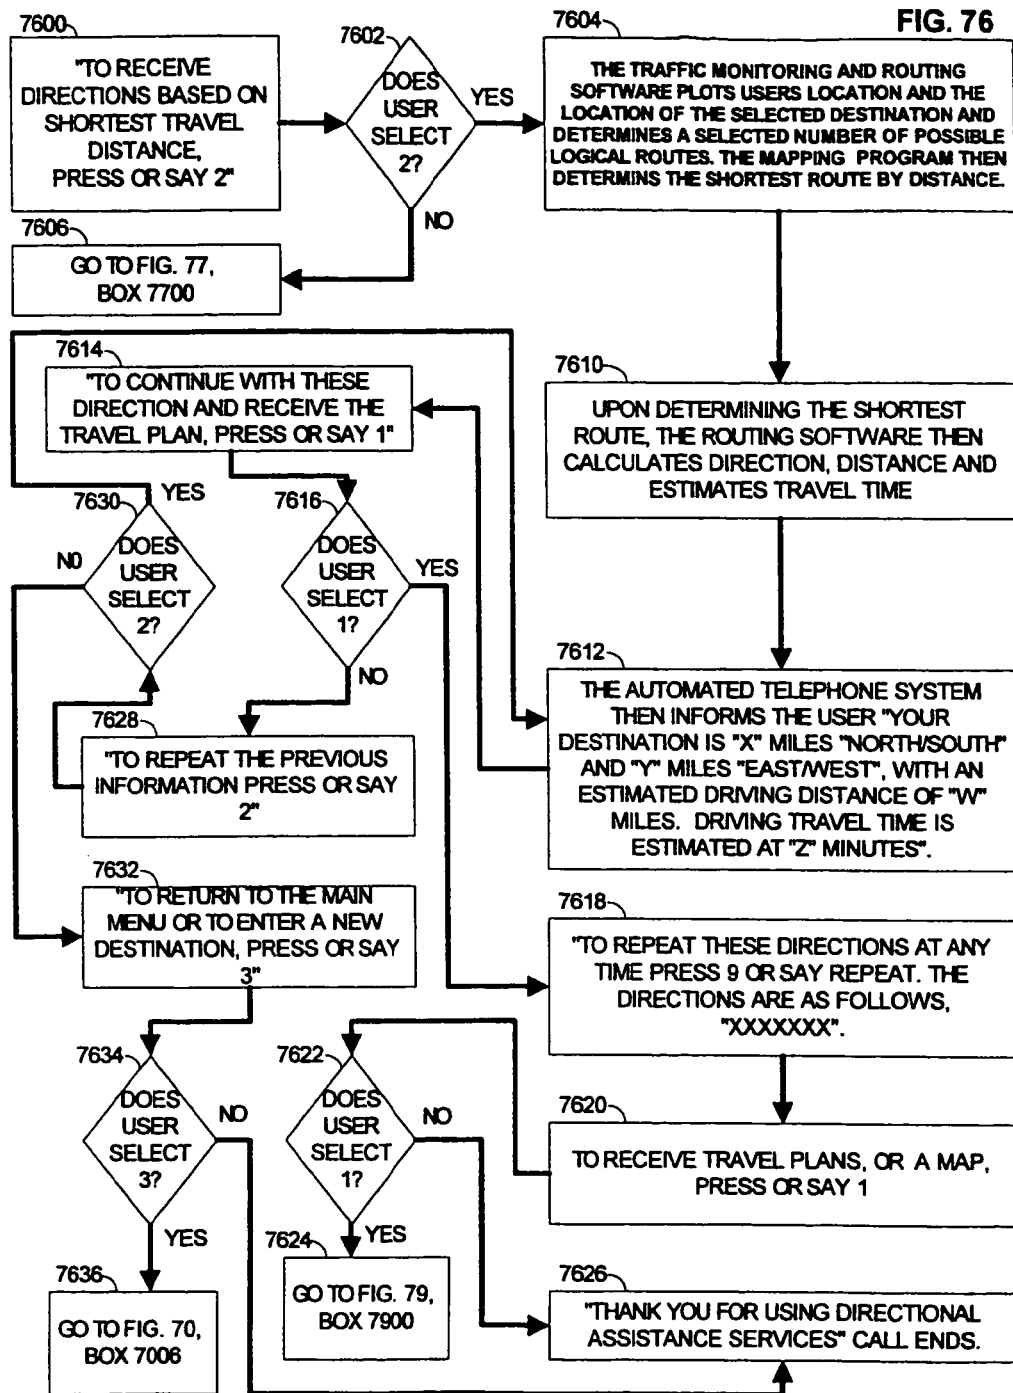 FIG. 76
7600
"TO RECEIVE
DIRECTIONS BASED ON
SHORTEST TRAVEL
DISTANCE,
PRESS OR SAY 2"
7602
DOES
USER
SELECT
2?
YES
NO
7604
THE TRAFFIC MONITORING AND ROUTING
SOFTWARE PLOTS USERS LOCATION AND THE
LOCATION OF THE SELECTED DESTINATION AND
DETERMINES A SELECTED NUMBER OF POSSIBLE
LOGICAL ROUTES. THE MAPPING PROGRAM THEN
DETERMINS THE SHORTEST ROUTE BY DISTANCE.
7606
GO TO FIG. 77,
BOX 7700
7610
UPON DETERMINING THE SHORTEST
ROUTE, THE ROUTING SOFTWARE THEN
CALCULATES DIRECTION, DISTANCE AND
ESTIMATES TRAVEL TIME
7614
"TO CONTINUE WITH THESE
DIRECTION AND RECEIVE THE
TRAVEL PLAN, PRESS OR SAY 1"
7630
YES
N0
DOES
USER
SELECT
2?
7616
DOES
USER
SELECT
1?
YES
NO
7612
THE AUTOMATED TELEPHONE SYSTEM
THEN INFORMS THE USER "YOUR
DESTINATION IS "X" MILES "NORTH/SOUTH"
AND "Y" MILES "EAST/WEST", WITH AN
ESTIMATED DRIVING DISTANCE OF "W"
MILES. DRIVING TRAVEL TIME IS
ESTIMATED AT "Z" MINUTES".
7628
"TO REPEAT THE PREVIOUS
INFORMATION PRESS OR SAY
2"
7632
"TO RETURN TO THE MAIN
MENU OR TO ENTER A NEW
DESTINATION, PRESS OR SAY
3"
7618
"TO REPEAT THESE DIRECTIONS AT ANY
TIME PRESS 9 OR SAY REPEAT. THE
DIRECTIONS ARE AS FOLLOWS,
"XXXXXXX".
7634
DOES
USER
SELECT
3?
NO
YES
7622
DOES
USER
SELECT
1?
NO
YES
7620
TO RECEIVE TRAVEL PLANS, OR A MAP,
PRESS OR SAY 1
7636
GO TO FIG. 70,
BOX 7006
7624
GO TO FIG. 79,
BOX 7900
7626
"THANK YOU FOR USING DIRECTIONAL
ASSISTANCE SERVICES" CALL ENDS.